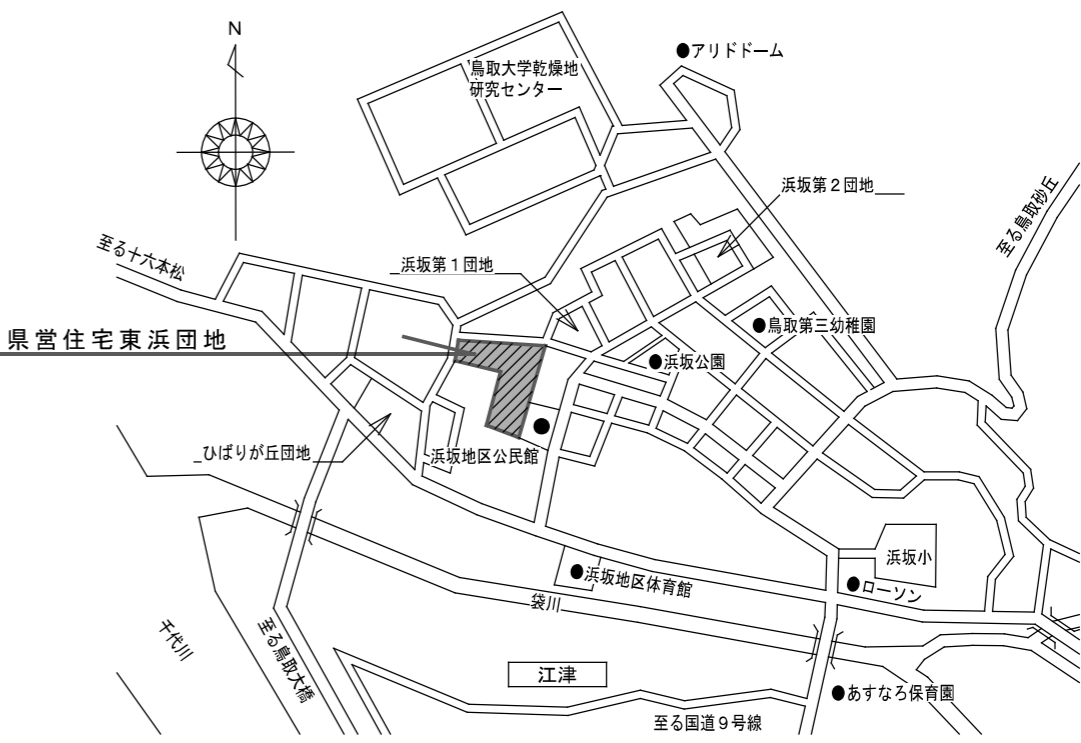 N
●アリドドーム
鳥取大学乾燥地
研究センター
浜坂第２団地
至る鳥取砂丘
至る十六本松
浜坂第１団地
県営住宅東浜団地
●鳥取第三幼稚園
●浜坂公園
ひばりが丘団地
浜坂地区公民館
浜坂小
●浜坂地区体育館
●ローソン
袋川
千代川
至る鳥取大橋
江津
●あすなろ保育園
至る国道９号線